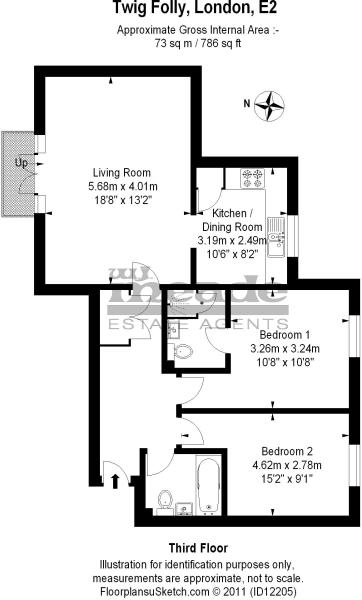 Twig Folly, London, E2
Approximate Gross Internal Area :-
73 sq m / 786 sq ft
N
Up
Living Room
5.68m x 4.01m
18'8" x 13'2"
Kitchen /
Dining Room
3.19m x 2.49m
10'6" x 8'2"
ESTATE AGENTS
Bedroom 1
3.26m x 3.24m
10'8" x 10'8"
Bedroom 2
4.62m x 2.78m
15'2" x 9'1"
Third Floor
Illustration for identification purposes only,
measurements are approximate, not to scale.
FloorplansuSketch.com © 2011 (ID12205)